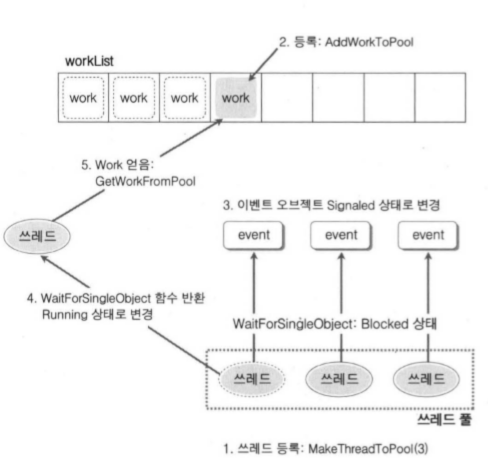 2. 등록: AddWorkToPool
workList
work work work work
5. Work 얻음:
GetWorkFromPool
3. 이벤트 오브젝트 Signaled 상태로 변경
쓰레드
event event event
4. WaitForSingleObject 함수 반환
Running 상태로 변경
WaitForSingleObject: Blocked 상태
쓰레드 쓰레드 쓰레드
쓰레드 풀
1. 쓰레드 등록: MakeThreadToPool(3)